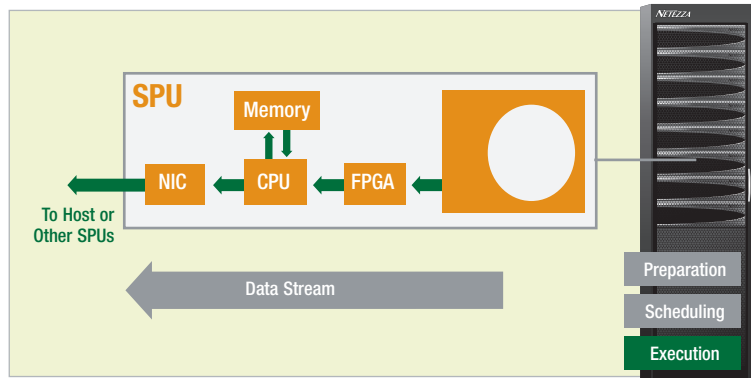 NETEZZA
SPU
Memory
NIC
CPU
FPGA
To Host or
Other SPUs
Data Stream
Preparation
Scheduling
Execution